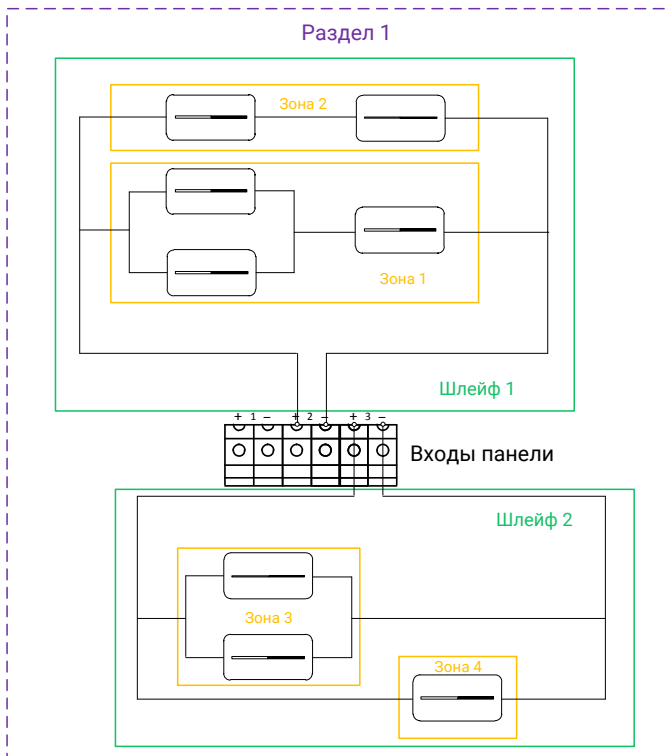 Раздел 1
Зона 2
Зона 1
Шлейф 1
+ 1 − + 2 − + 3 −
Входы панели
Шлейф 2
Зона 3
Зона 4